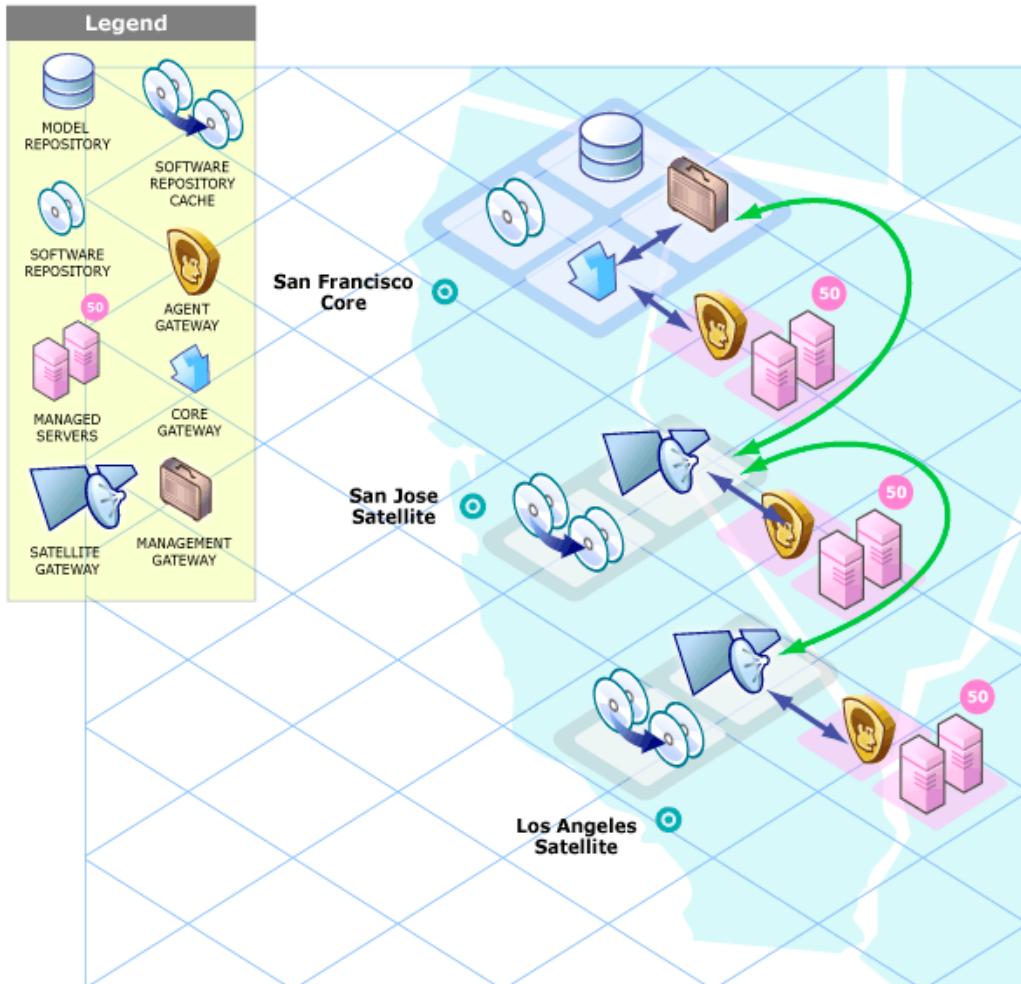 Legend
MODEL
REPOSITORY
SOFTWARE
REPOSITORY
CACHE
SOFTWARE
REPOSITORY
AGENT
GATEWAY
50
MANAGED
SERVERS
CORE
GATEWAY
SATELLITE
GATEWAY
MANAGEMENT
GATEWAY
San Francisco
Core
50
San Jose
Satellite
50
Los Angeles
Satellite
50